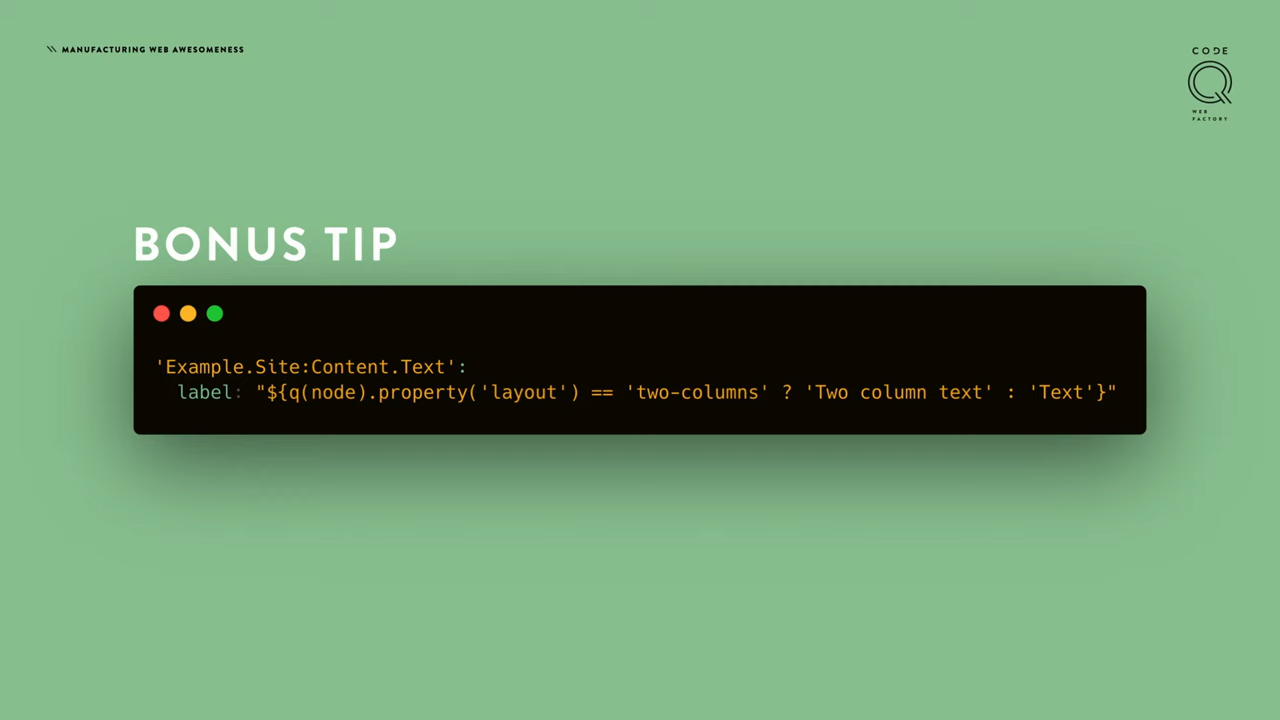 \\ MANUFACTURING WEB AWESOMENESS
CODE
Q
WEB
FACTORY
BONUS TIP
'Example.Site:Content.Text':
  label: "${q(node).property('layout') == 'two-columns' ? 'Two column text' : 'Text'}"